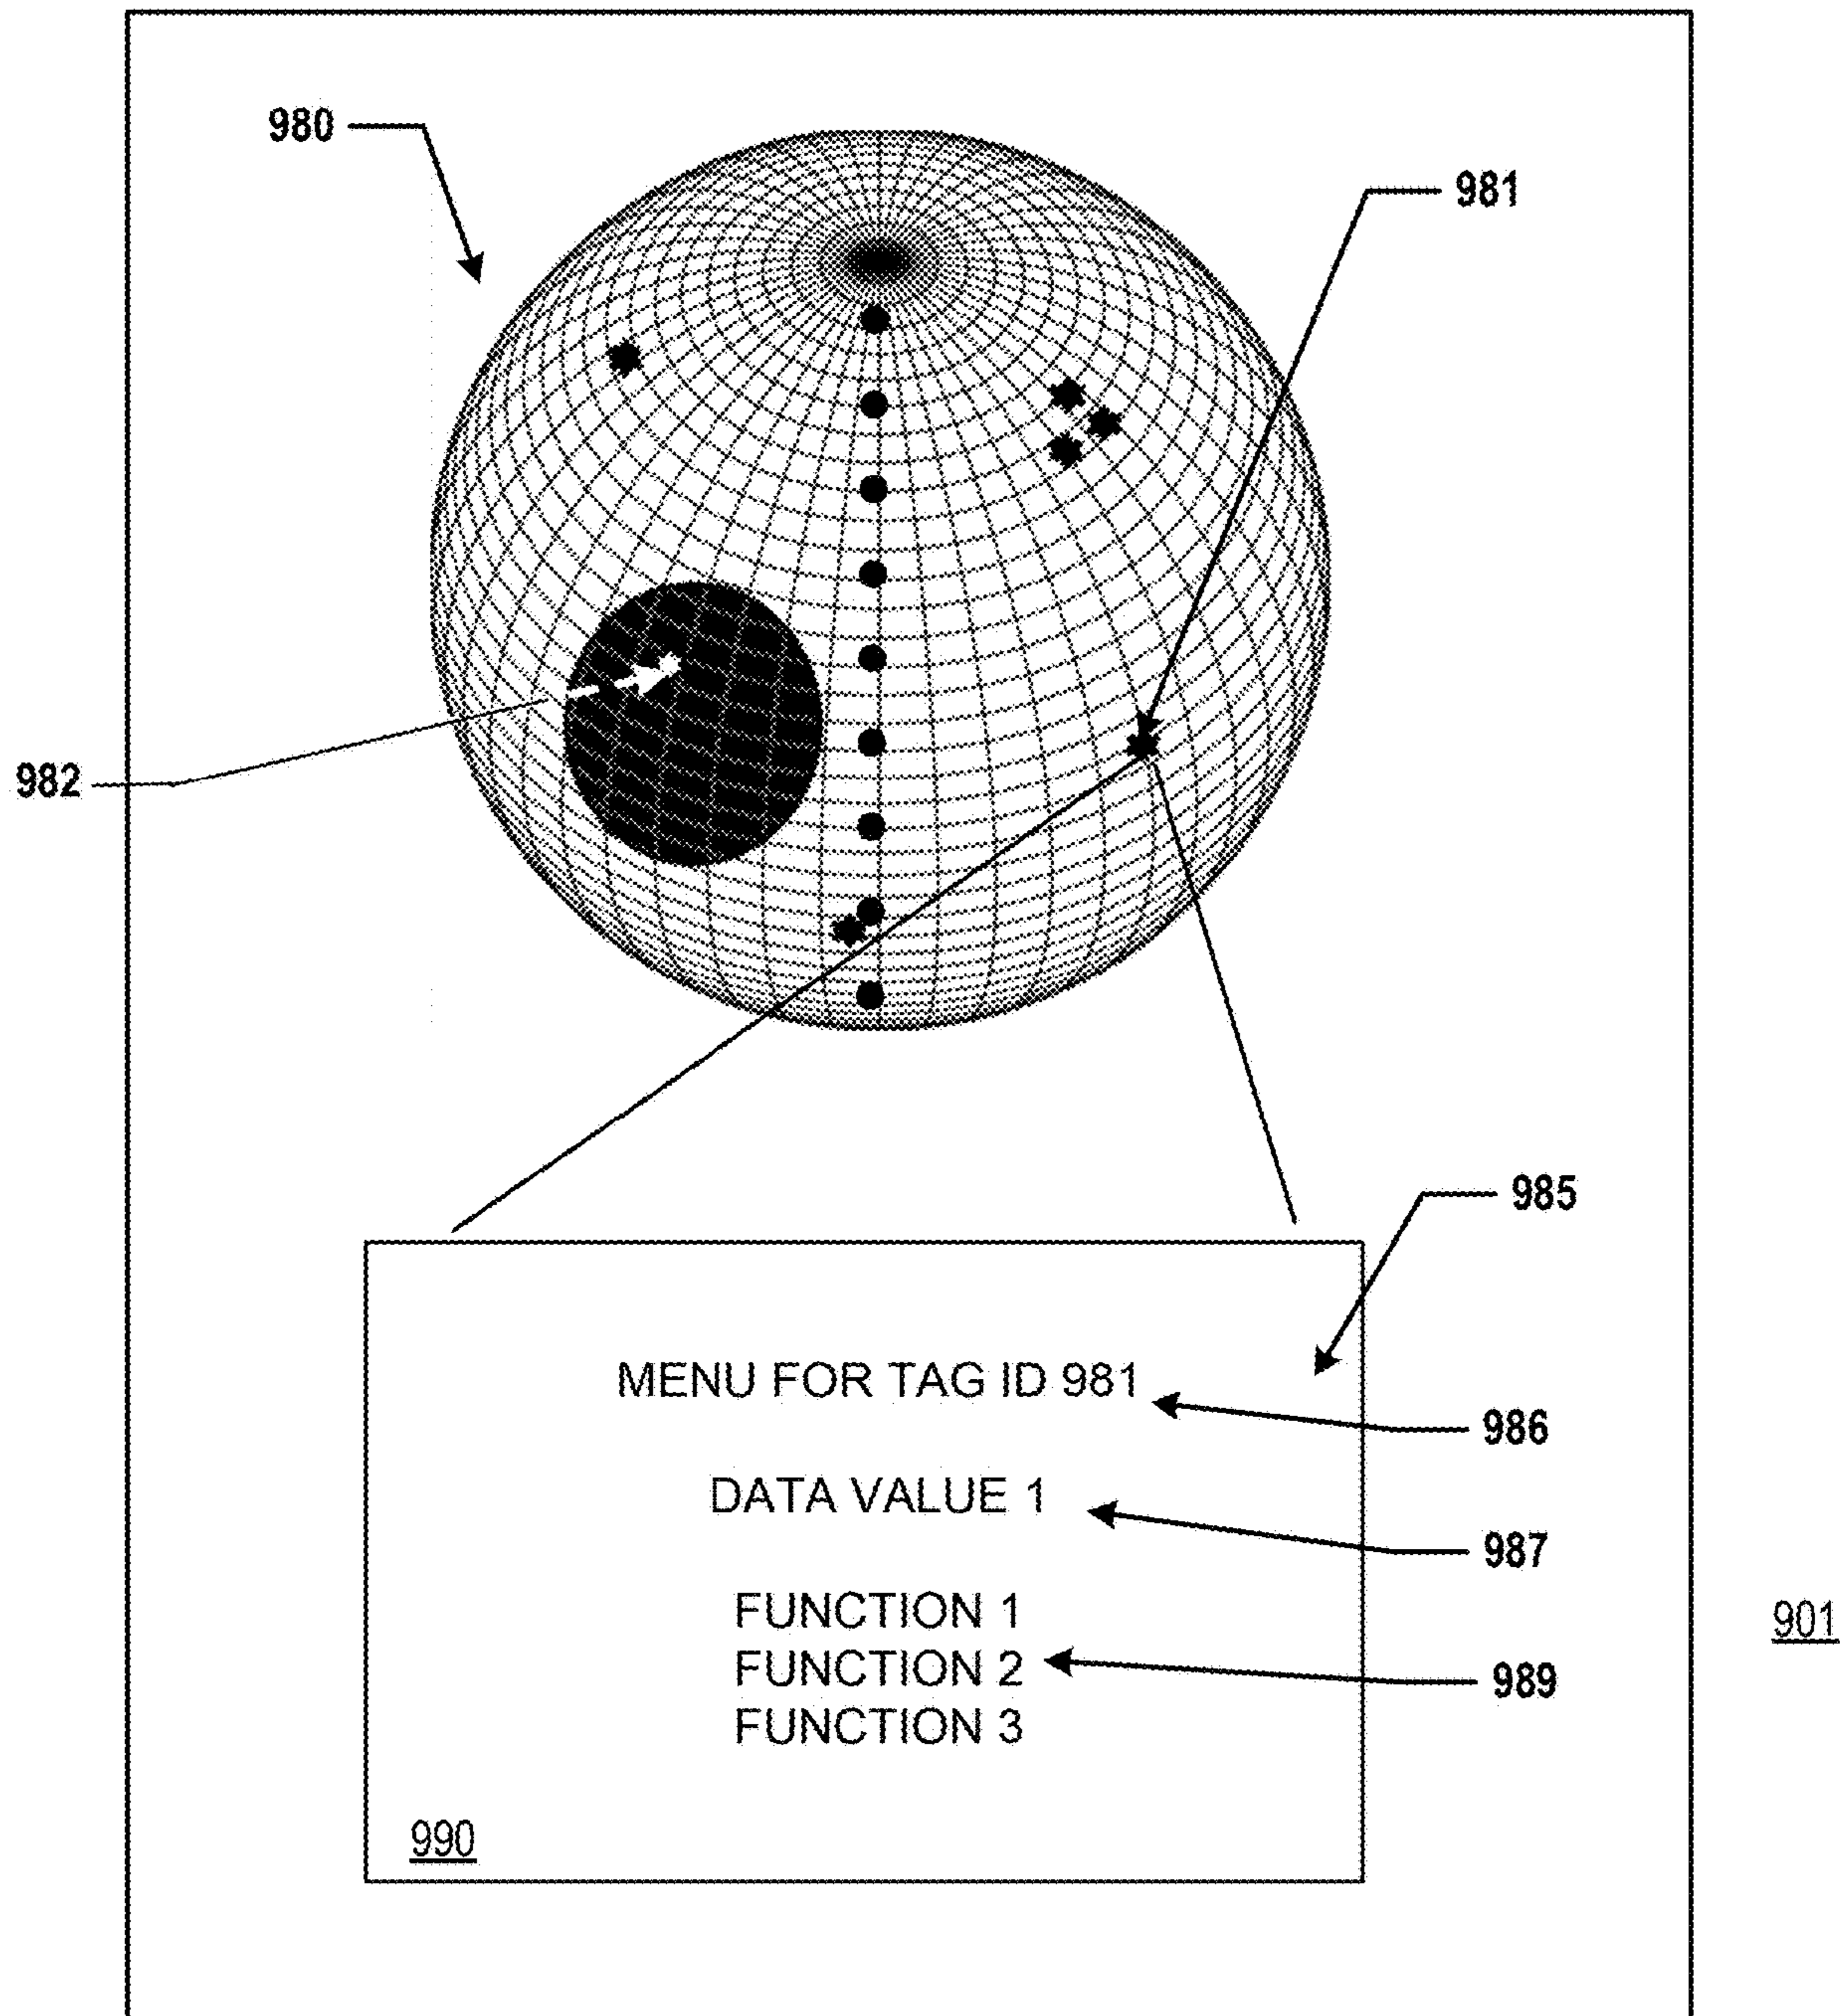 980
981
982
985
MENU FOR TAG ID 981
986
DATA VALUE 1
987
FUNCTION 1
901
FUNCTION 2
989
FUNCTION 3
990